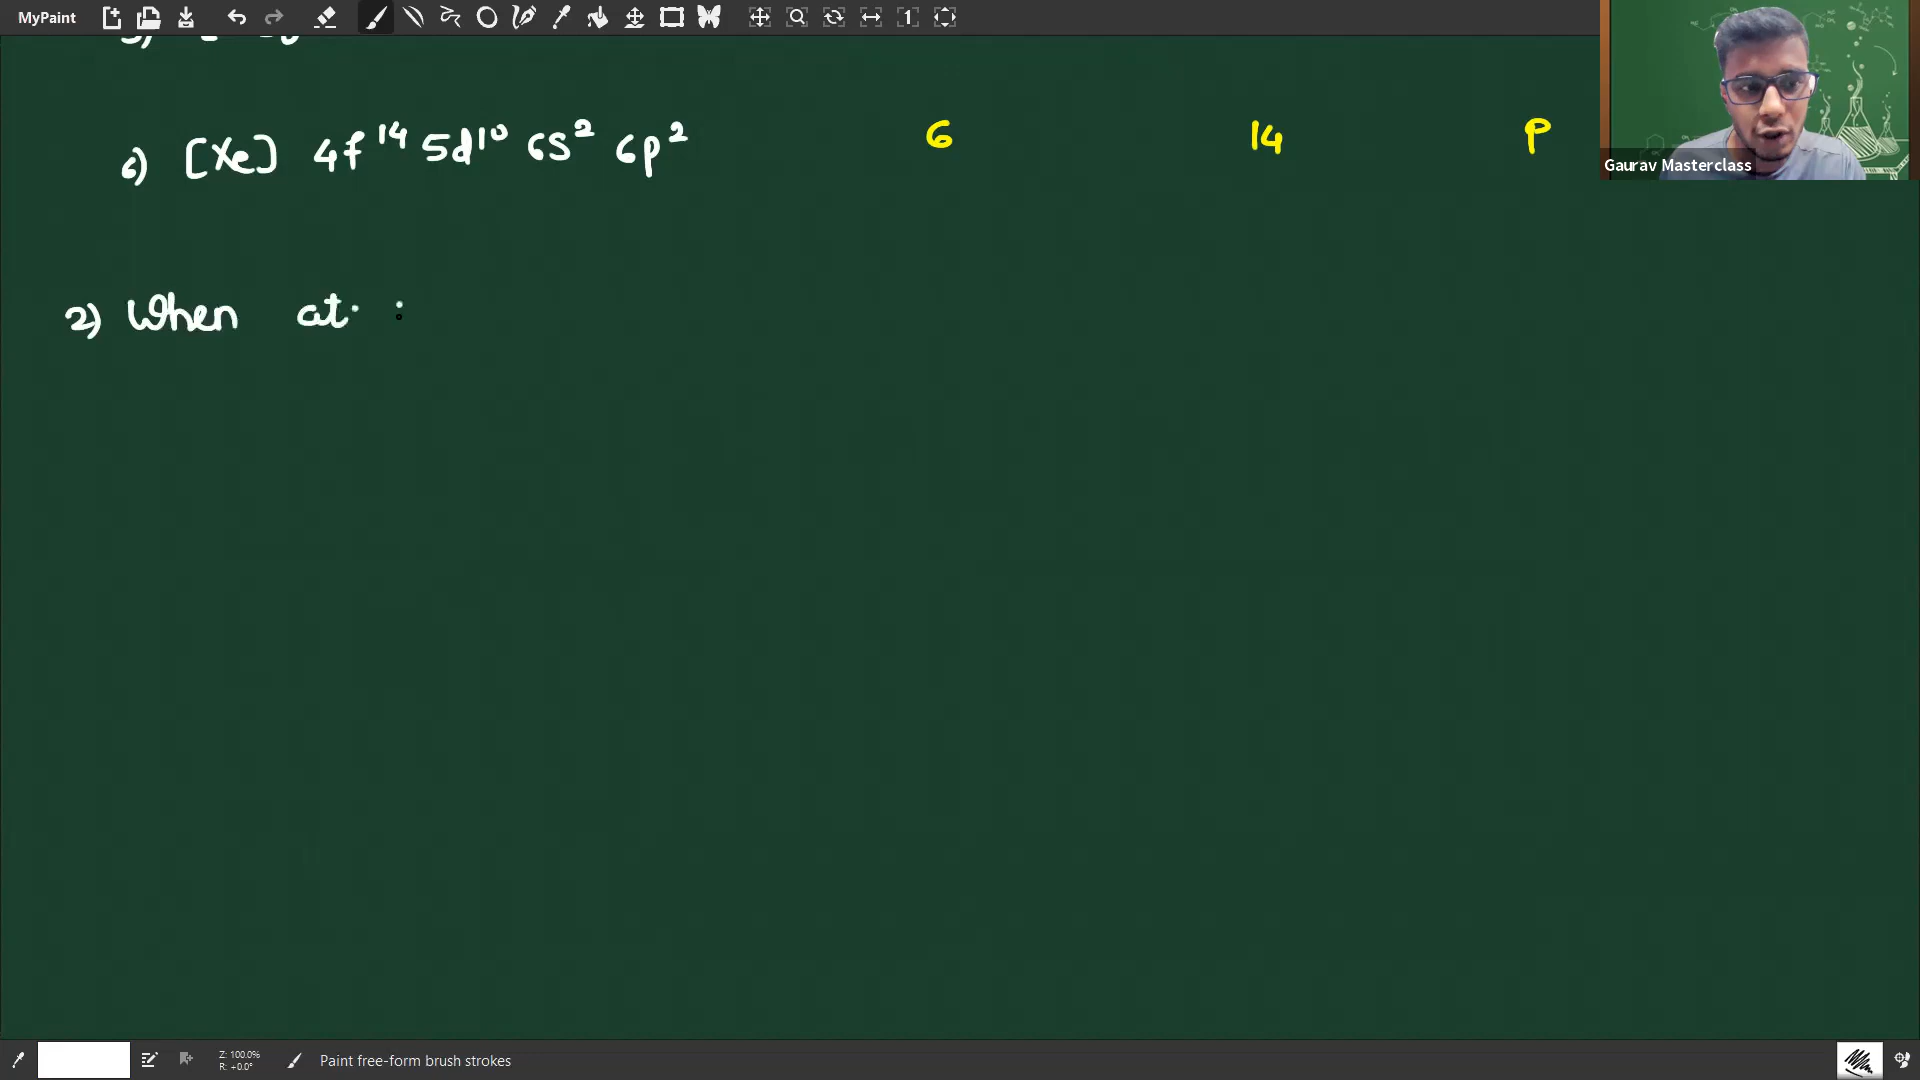 MyPaint
6) [Xe] 4f¹⁴ 5d¹⁰ 6s² 6p² 6 14 P
Gaurav Masterclass
2) When at.
Z: 100.0%
R: +0.0°
Paint free-form brush strokes